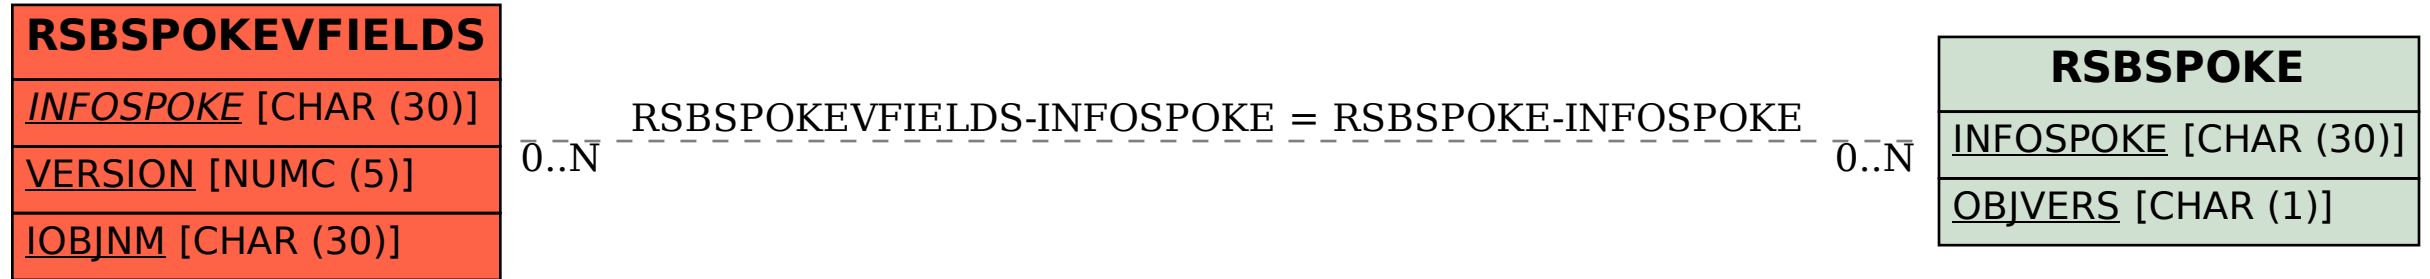 RSBSPOKEVFIELDS
INFOSPOKE [CHAR (30)]
VERSION [NUMC (5)]
IOBJNM [CHAR (30)]
RSBSPOKEVFIELDS-INFOSPOKE = RSBSPOKE-INFOSPOKE
0..N
0..N
RSBSPOKE
INFOSPOKE [CHAR (30)]
OBJVERS [CHAR (1)]